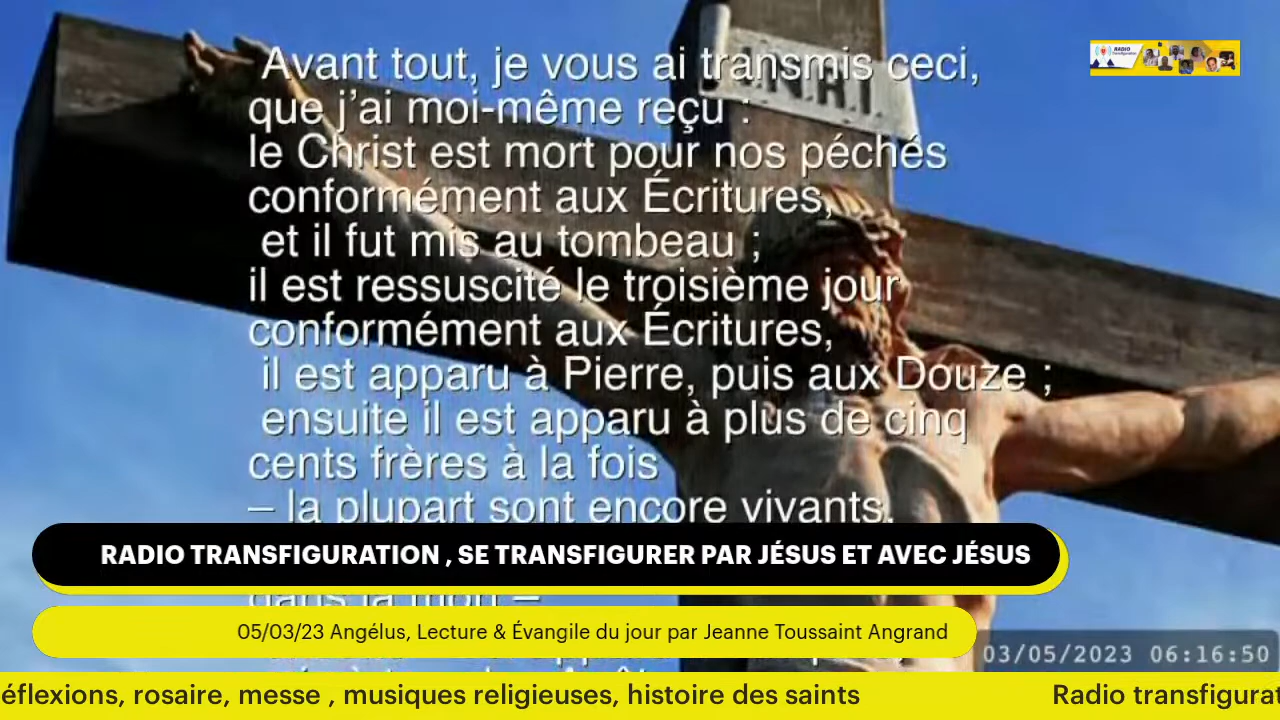 Avant tout, je vous ai transmis ceci,
que j'ai moi-même reçu :
le Christ est mort pour nos péchés
conformément aux Écritures,
et il fut mis au tombeau ;
il est ressuscité le troisième jour
conformément aux Écritures,
il est apparu à Pierre, puis aux Douze ;
ensuite il est apparu à plus de cinq
cents frères à la fois
– la plupart sont encore vivants,
dans la mort –
I.N.R.I
RADIO
RADIO TRANSFIGURATION , SE TRANSFIGURER PAR JÉSUS ET AVEC JÉSUS
05/03/23 Angélus, Lecture & Évangile du jour par Jeanne Toussaint Angrand
03/05/2023 06:16:50
éflexions, rosaire, messe , musiques religieuses, histoire des saints Radio transfigurat